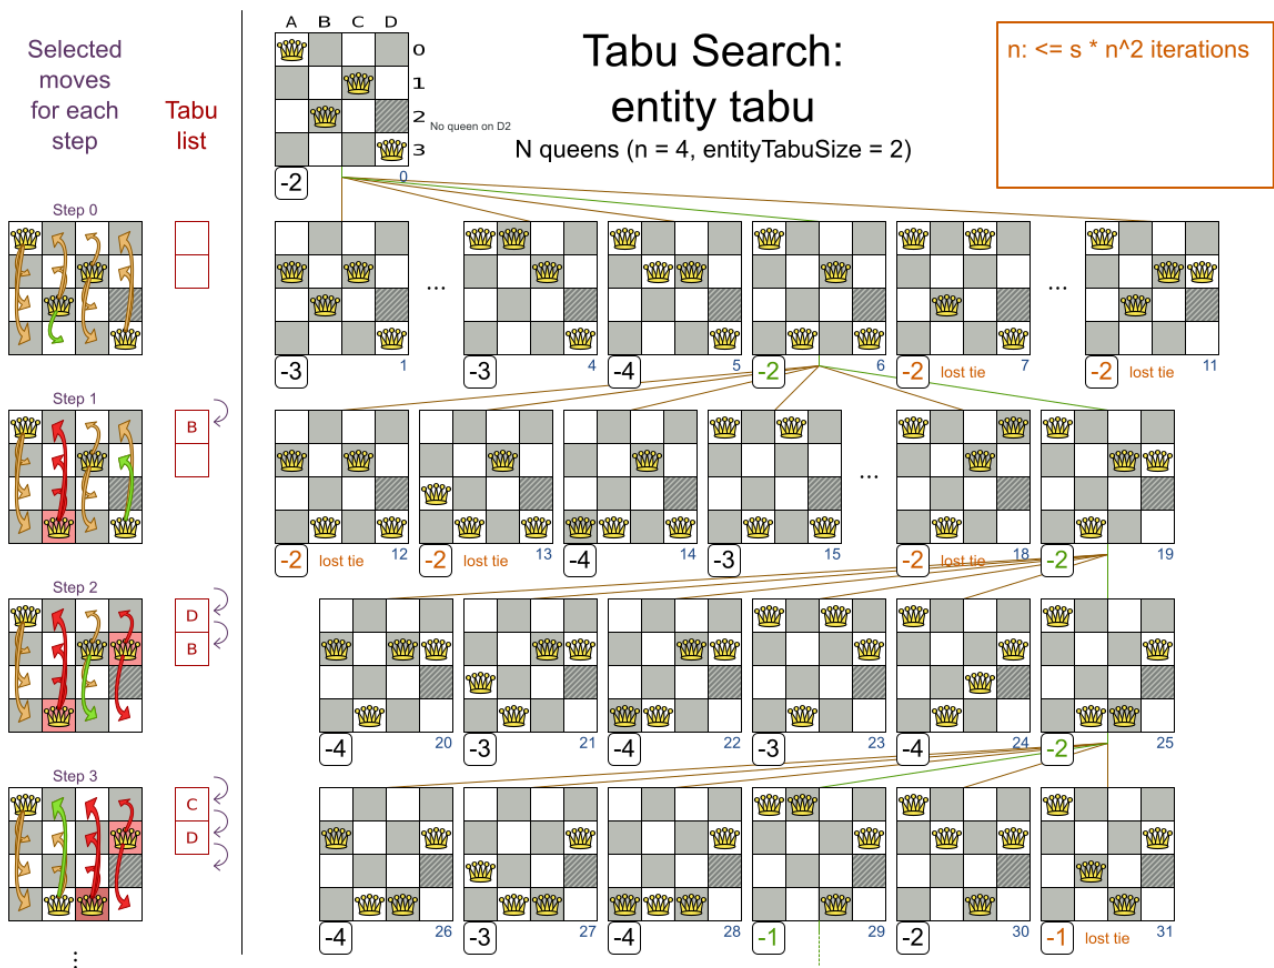 Selected
moves
for each
step
Tabu
list
A B C D
0
1
2
3
No queen on D2
-2
0
Tabu Search:
entity tabu
N queens (n = 4, entityTabuSize = 2)
n: <= s * n^2 iterations
Step 0
...
...
-3 1
-3 4
-4 5
-2 6
-2 lost tie 7
-2 lost tie 11
Step 1
B
...
-2 lost tie 12
-2 lost tie 13
-4 14
-3 15
-2 lost tie 18
-2 19
Step 2
D
B
-4 20
-3 21
-4 22
-3 23
-4 24
-2 25
Step 3
C
D
-4 26
-3 27
-4 28
-1 29
-2 30
-1 lost tie 31
...